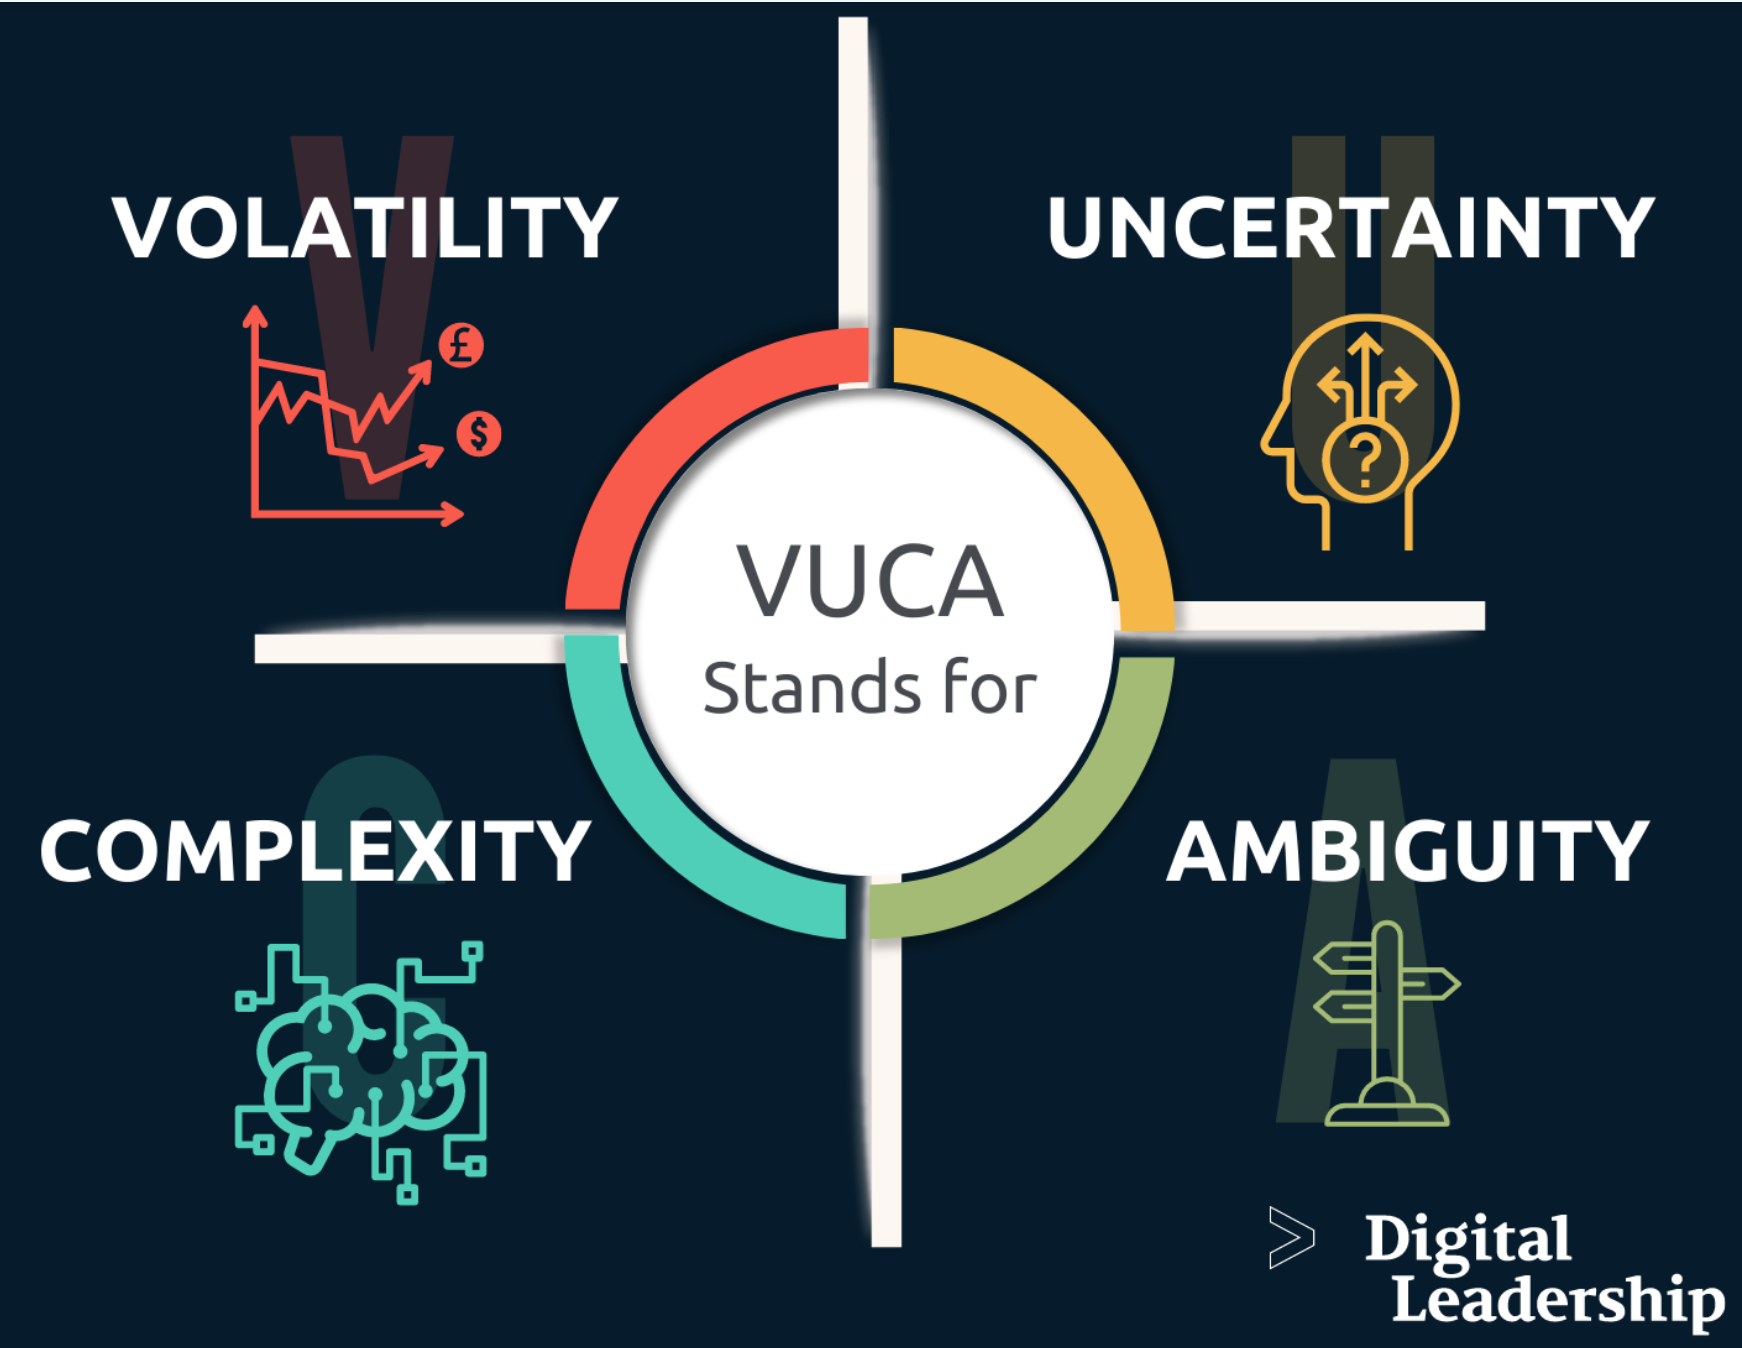 VOLATILITY
UNCERTAINTY
£
$
?
VUCA
Stands for
COMPLEXITY
AMBIGUITY
V
U
C
A
Digital
Leadership